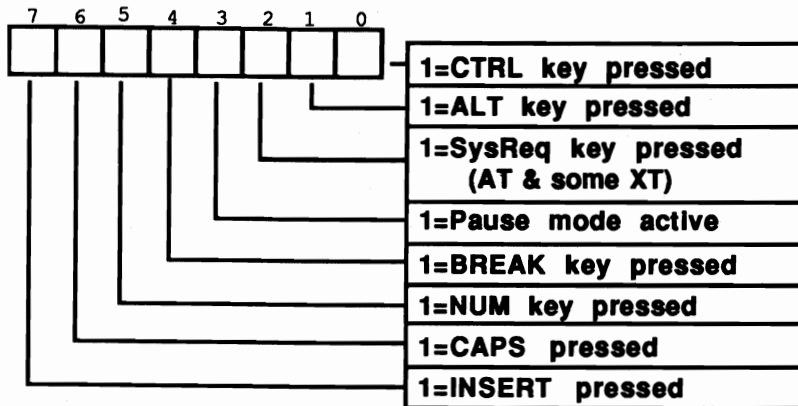 7 6 5 4 3 2 1 0
1=CTRL key pressed
1=ALT key pressed
1=SysReq key pressed
(AT & some XT)
1=Pause mode active
1=BREAK key pressed
1=NUM key pressed
1=CAPS pressed
1=INSERT pressed